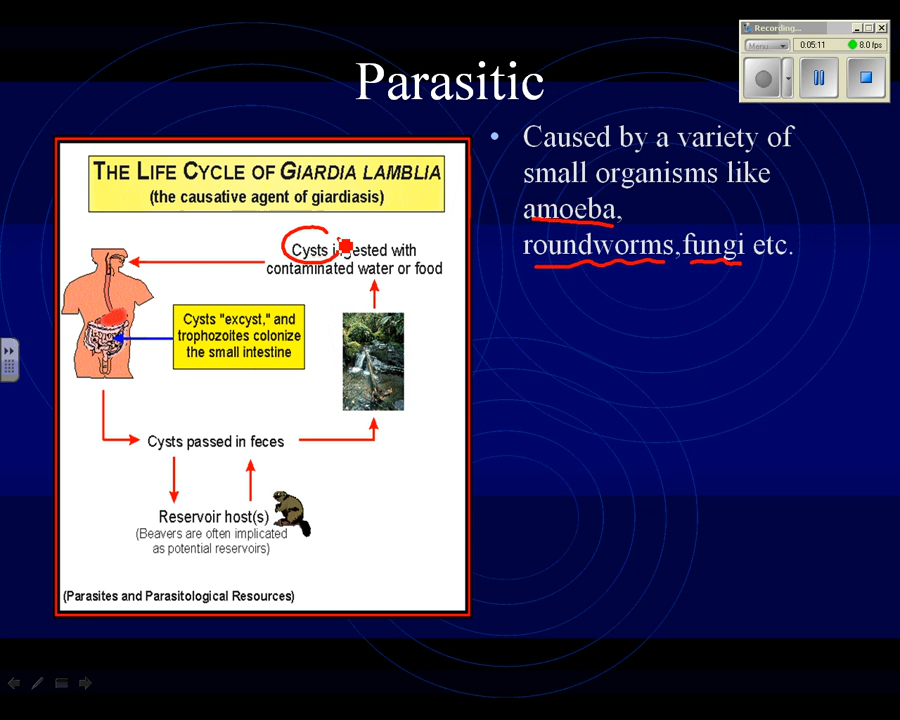 Recording...
Menu
0:05:11
8.0 fps
Parasitic
THE LIFE CYCLE OF GIARDIA LAMBLIA
(the causative agent of giardiasis)
Cysts ingested with
contaminated water or food
Cysts "excyst," and
trophozoites colonize
the small intestine
Cysts passed in feces
Reservoir host(s)
(Beavers are often implicated
as potential reservoirs)
(Parasites and Parasitological Resources)
• Caused by a variety of
small organisms like
amoeba,
roundworms,fungi etc.